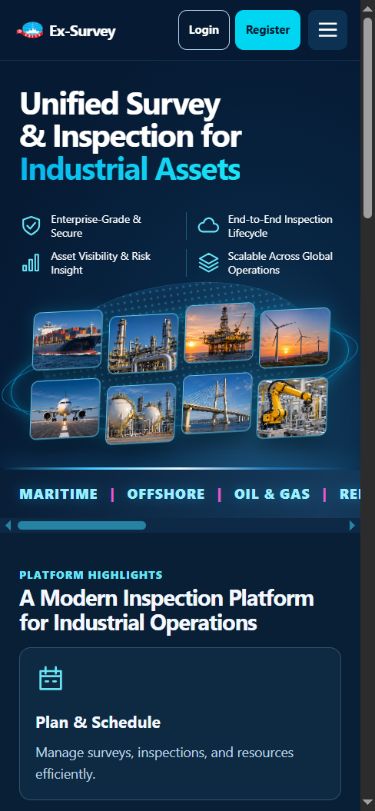 Ex-Survey
Login
Register
Unified Survey
& Inspection for
Industrial Assets
Enterprise-Grade &
Secure
End-to-End Inspection
Lifecycle
Asset Visibility & Risk
Insight
Scalable Across Global
Operations
MARITIME | OFFSHORE | OIL & GAS | RE
PLATFORM HIGHLIGHTS
A Modern Inspection Platform
for Industrial Operations
Plan & Schedule
Manage surveys, inspections, and resources
efficiently.